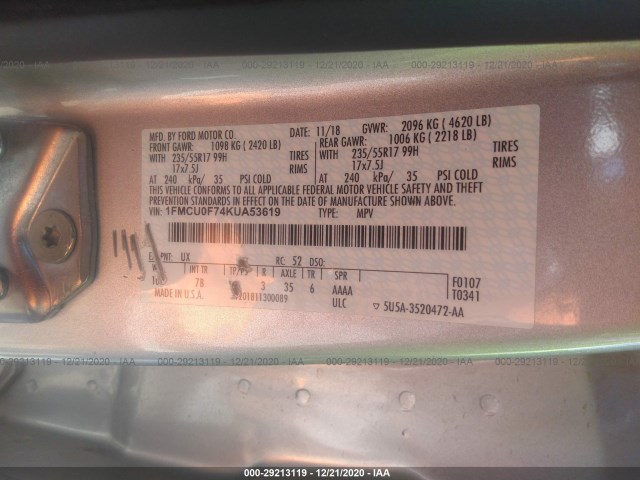 000-29213119 - 12/21/2020 - IAA
MFD. BY FORD MOTOR CO.
DATE: 11/18 GVWR: 2096 KG ( 4620 LB)
FRONT GAWR: 1098 KG ( 2420 LB)
REAR GAWR: 1006 KG ( 2218 LB)
WITH 235/55R17 99H TIRES
WITH 235/55R17 99H TIRES
17x7.5J RIMS
17x7.5J RIMS
AT 240 kPa/ 35 PSI COLD
AT 240 kPa/ 35 PSI COLD
THIS VEHICLE CONFORMS TO ALL APPLICABLE FEDERAL MOTOR VEHICLE SAFETY AND THEFT
PREVENTION STANDARDS IN EFFECT ON THE DATE OF MANUFACTURE SHOWN ABOVE.
VIN: 1FMCU0F74KUA53619 TYPE: MPV
PNT: UX RC: 52 DSO:
INT TR TP/PS R AXLE TR SPR
7B 3 35 6 AAAA
F0107
T0341
MADE IN U.S.A. ULC
5U5A-3520472-AA
000-29213119 - 12/21/2020 - IAA
000-29213119 - 12/21/2020 - IAA